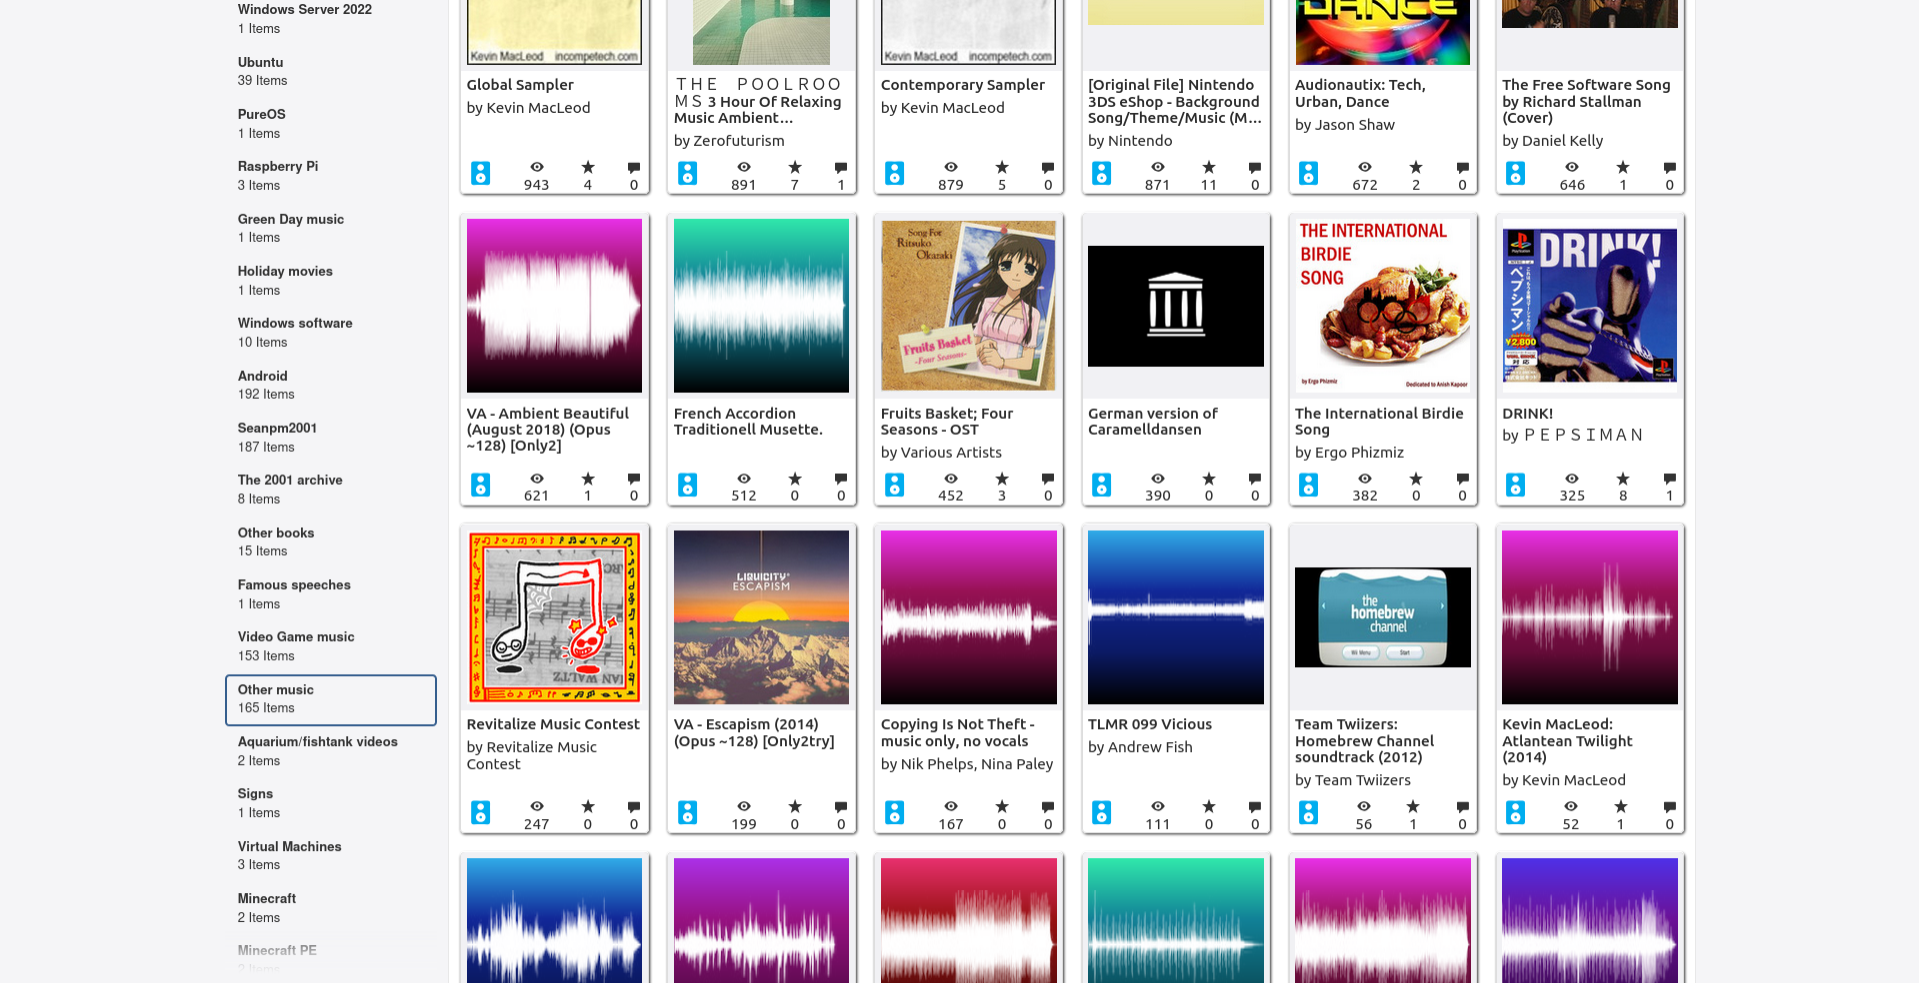 Windows Server 2022
1 Items
Ubuntu
39 Items
PureOS
1 Items
Raspberry Pi
3 Items
Green Day music
1 Items
Holiday movies
1 Items
Windows software
10 Items
Android
192 Items
Seanpm2001
187 Items
The 2001 archive
8 Items
Other books
15 Items
Famous speeches
1 Items
Video Game music
153 Items
Other music
165 Items
Aquarium/fishtank videos
2 Items
Signs
1 Items
Virtual Machines
3 Items
Minecraft
2 Items
Minecraft PE
2 Items
Kevin MacLeod incompetech.com
Global Sampler
by Kevin MacLeod
943 4 0
ＴＨＥ ＰＯＯＬＲＯＯ
ＭＳ 3 Hour Of Relaxing
Music Ambient...
by Zerofuturism
891 7 1
Kevin MacLeod incompetech.com
Contemporary Sampler
by Kevin MacLeod
879 5 0
[Original File] Nintendo
3DS eShop - Background
Song/Theme/Music (M...
by Nintendo
871 11 0
DANCE
Audionautix: Tech,
Urban, Dance
by Jason Shaw
672 2 0
The Free Software Song
by Richard Stallman
(Cover)
by Daniel Kelly
646 1 0
VA - Ambient Beautiful
(August 2018) (Opus
~128) [Only2]
621 1 0
French Accordion
Traditionell Musette.
512 0 0
Song For
Ritsuko
Okazaki
Fruits Basket
-Four Seasons-
Fruits Basket; Four
Seasons - OST
by Various Artists
452 3 0
German version of
Caramelldansen
390 0 0
THE INTERNATIONAL
BIRDIE
SONG
by Ergo Phizmiz
Dedicated to Anish Kapoor
The International Birdie
Song
by Ergo Phizmiz
382 0 0
DRINK!
ペプシマン
¥2,800
DRINK!
by ＰＥＰＳＩＭＡＮ
325 8 1
Revitalize Music Contest
by Revitalize Music
Contest
247 0 0
LIQUICITY
ESCAPISM
VA - Escapism (2014)
(Opus ~128) [Only2try]
199 0 0
Copying Is Not Theft -
music only, no vocals
by Nik Phelps, Nina Paley
167 0 0
TLMR 099 Vicious
by Andrew Fish
111 0 0
the
homebrew
channel
Wii Menu Start
Team Twiizers:
Homebrew Channel
soundtrack (2012)
by Team Twiizers
56 1 0
Kevin MacLeod:
Atlantean Twilight
(2014)
by Kevin MacLeod
52 1 0